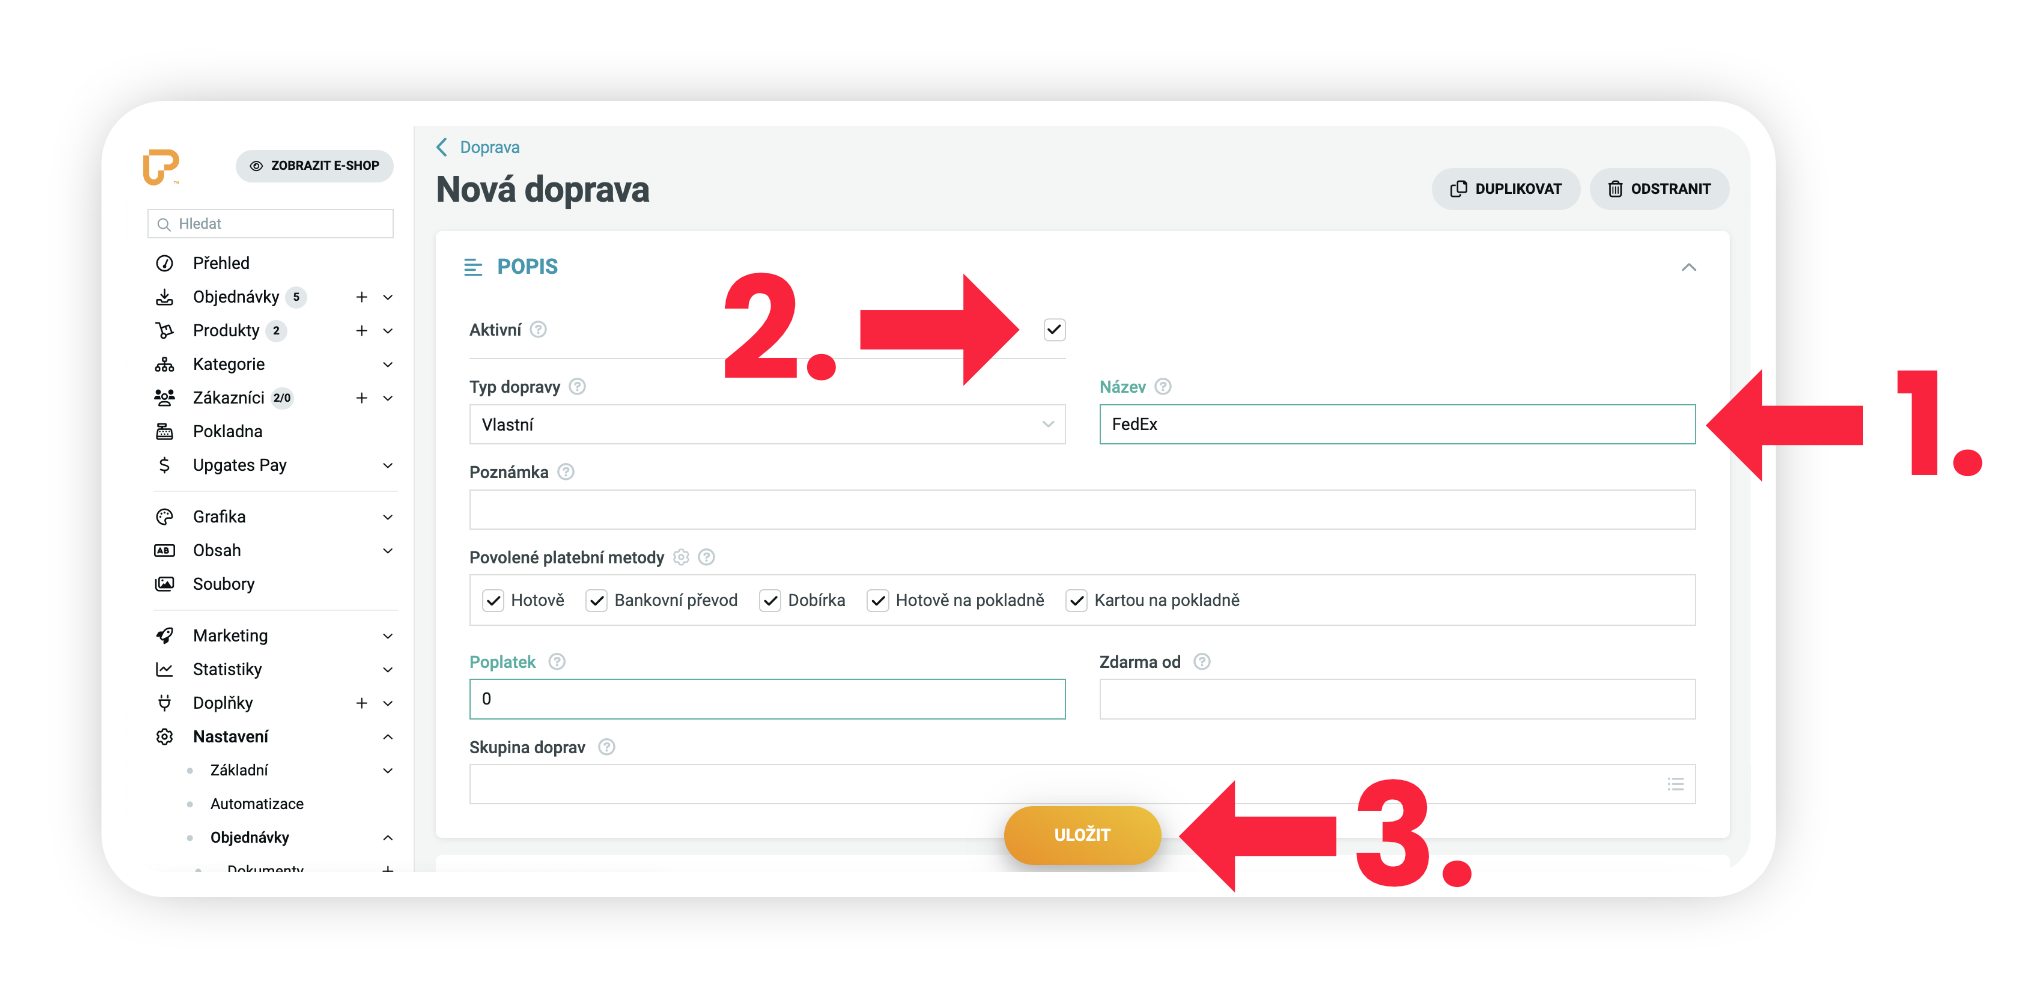 ZOBRAZIT E-SHOP
Hledat
Přehled
Objednávky 5
Produkty 2
Kategorie
Zákazníci 2/0
Pokladna
Upgates Pay
Grafika
Obsah
Soubory
Marketing
Statistiky
Doplňky
Nastavení
Základní
Automatizace
Objednávky
Dokumenty
Doprava
Nová doprava
DUPLIKOVAT
ODSTRANIT
POPIS
Aktivní
2.
Typ dopravy
Vlastní
Název
FedEx
1.
Poznámka
Povolené platební metody
Hotově Bankovní převod Dobírka Hotově na pokladně Kartou na pokladně
Poplatek
0
Zdarma od
Skupina doprav
ULOŽIT
3.